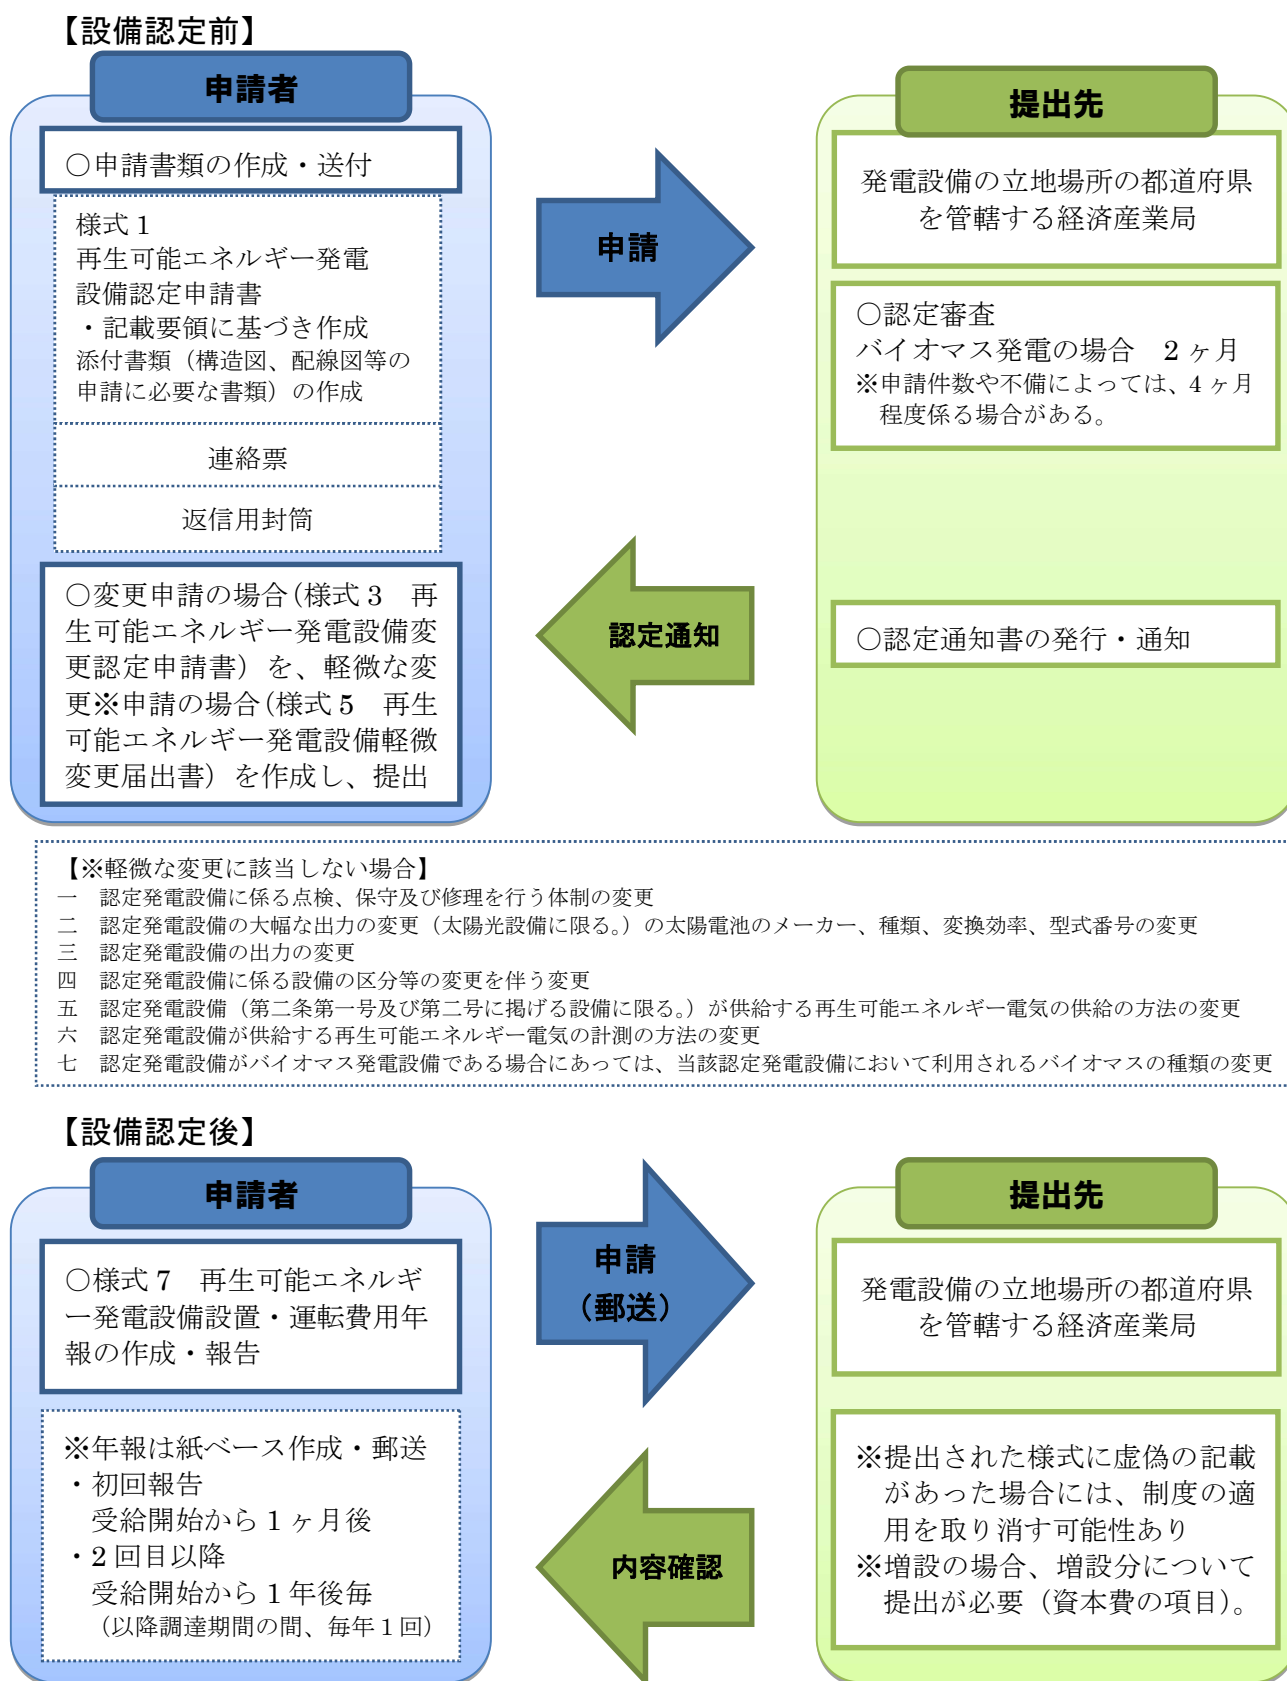 【設備認定前】
申請者
○申請書類の作成・送付
様式 1
再生可能エネルギー発電
設備認定申請書
・記載要領に基づき作成
添付書類（構造図、配線図等の
申請に必要な書類）の作成
連絡票
返信用封筒
○変更申請の場合（様式 3　再
生可能エネルギー発電設備変
更認定申請書）を、軽微な変
更※申請の場合（様式 5　再生
可能エネルギー発電設備軽微
変更届出書）を作成し、提出
申請
認定通知
提出先
発電設備の立地場所の都道府県
を管轄する経済産業局
○認定審査
バイオマス発電の場合　2 ヶ月
※申請件数や不備によっては、4 ヶ月
程度係る場合がある。
○認定通知書の発行・通知
【※軽微な変更に該当しない場合】
一　認定発電設備に係る点検、保守及び修理を行う体制の変更
二　認定発電設備の大幅な出力の変更（太陽光設備に限る。）の太陽電池のメーカー、種類、変換効率、型式番号の変更
三　認定発電設備の出力の変更
四　認定発電設備に係る設備の区分等の変更を伴う変更
五　認定発電設備（第二条第一号及び第二号に掲げる設備に限る。）が供給する再生可能エネルギー電気の供給の方法の変更
六　認定発電設備が供給する再生可能エネルギー電気の計測の方法の変更
七　認定発電設備がバイオマス発電設備である場合にあっては、当該認定発電設備において利用されるバイオマスの種類の変更
【設備認定後】
申請者
○様式 7　再生可能エネルギ
ー発電設備設置・運転費用年
報の作成・報告
※年報は紙ベース作成・郵送
・初回報告
受給開始から 1 ヶ月後
・2 回目以降
受給開始から 1 年後毎
（以降調達期間の間、毎年 1 回）
申請
（郵送）
内容確認
提出先
発電設備の立地場所の都道府県
を管轄する経済産業局
※提出された様式に虚偽の記載
があった場合には、制度の適
用を取り消す可能性あり
※増設の場合、増設分について
提出が必要（資本費の項目）。